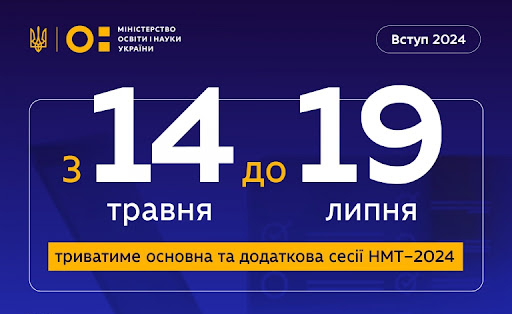 МІНІСТЕРСТВО
ОСВІТИ І НАУКИ
УКРАЇНИ
Вступ 2024
з 14 до 19
травня липня
триватиме основна та додаткова сесії НМТ–2024